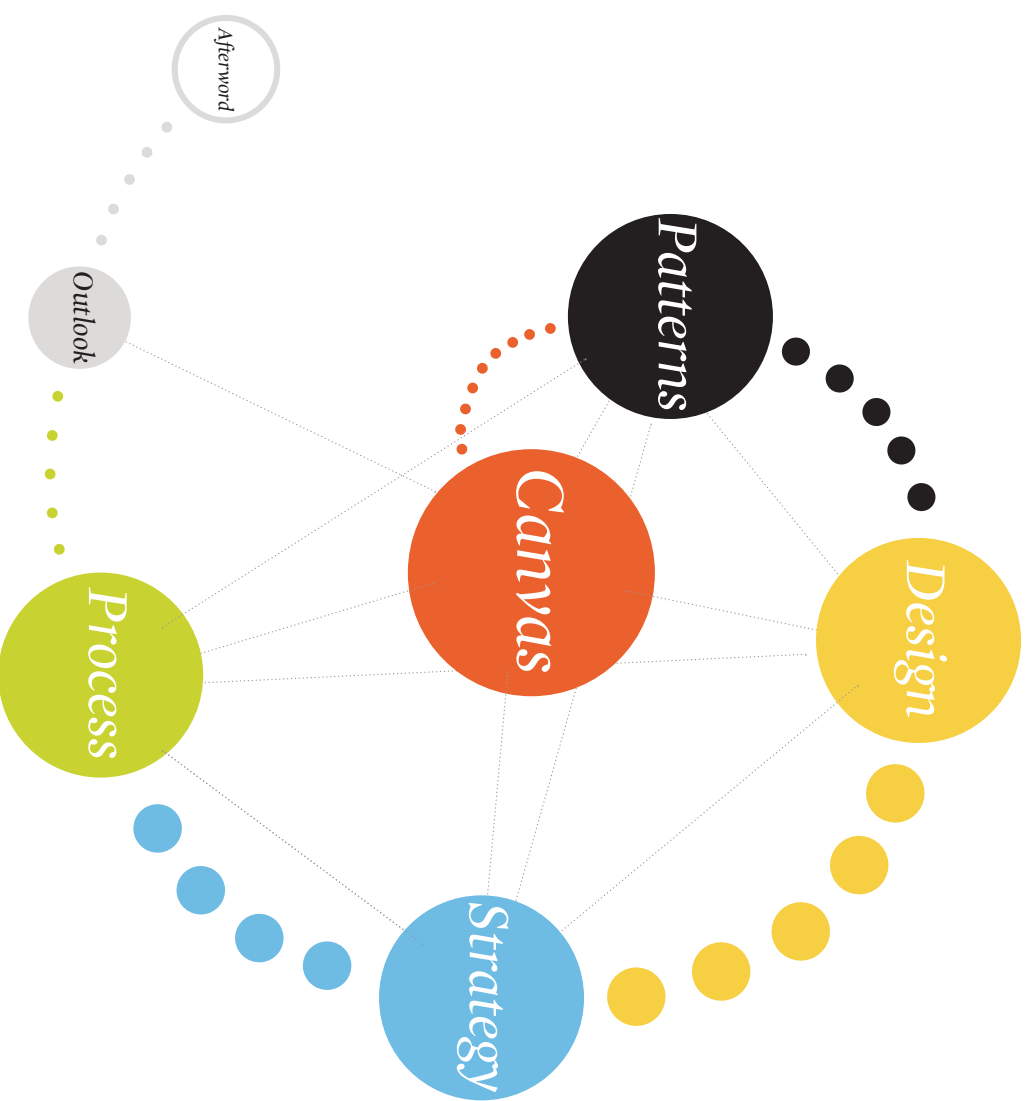 Canvas
Patterns
Design
Strategy
Process
Outlook
Afterword